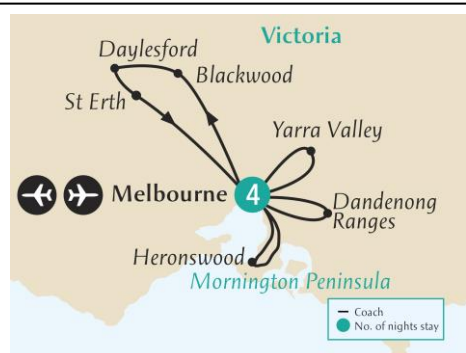 Victoria
Daylesford
Blackwood
St Erth
Yarra Valley
Melbourne 4
Dandenong
Ranges
Heronswood
Mornington Peninsula
Coach
No. of nights stay